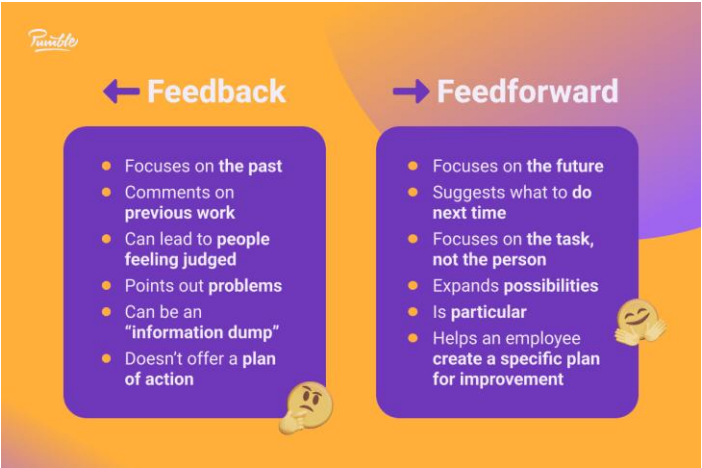 Pumble
Feedback
Focuses on the past
Comments on
previous work
Can lead to people
feeling judged
Points out problems
Can be an
“information dump”
Doesn’t offer a plan
of action
Feedforward
Focuses on the future
Suggests what to do
next time
Focuses on the task,
not the person
Expands possibilities
Is particular
Helps an employee
create a specific plan
for improvement